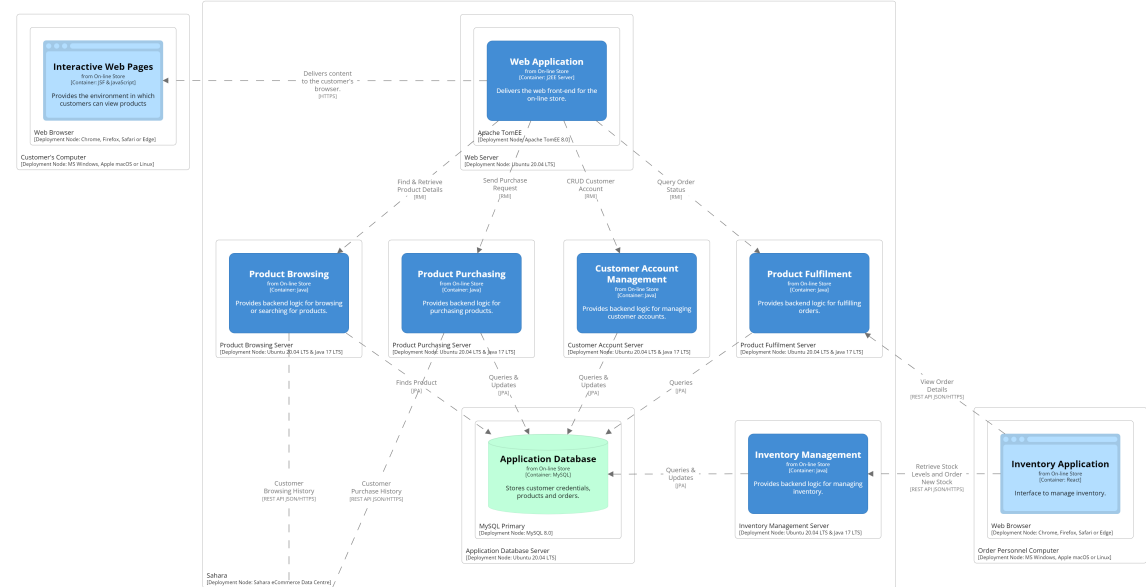 Interactive Web Pages
from On-line Store
[Container: JSF & JavaScript]
Provides the environment in which
customers can view products
Web Browser
[Deployment Node: Chrome, Firefox, Safari or Edge]
Customer's Computer
[Deployment Node: MS Windows, Apple macOS or Linux]
Delivers content
to the customer's
browser.
[HTTPS]
Web Application
from On-line Store
[Container: J2EE Server]
Delivers the web front-end for the
on-line store.
Apache TomEE
[Deployment Node: Apache TomEE 8.0]
Web Server
[Deployment Node: Ubuntu 20.04 LTS]
Find & Retrieve
Product Details
[RMI]
Send Purchase
Request
[RMI]
CRUD Customer
Account
[RMI]
Query Order
Status
[RMI]
Product Browsing
from On-line Store
[Container: Java]
Provides backend logic for browsing
or searching for products.
Product Browsing Server
[Deployment Node: Ubuntu 20.04 LTS & Java 17 LTS]
Product Purchasing
from On-line Store
[Container: Java]
Provides backend logic for
purchasing products.
Product Purchasing Server
[Deployment Node: Ubuntu 20.04 LTS & Java 17 LTS]
Customer Account
Management
from On-line Store
[Container: Java]
Provides backend logic for managing
customer accounts.
Customer Account Server
[Deployment Node: Ubuntu 20.04 LTS & Java 17 LTS]
Product Fulfilment
from On-line Store
[Container: Java]
Provides backend logic for fulfilling
orders.
Product Fulfilment Server
[Deployment Node: Ubuntu 20.04 LTS & Java 17 LTS]
Finds Product
[JPA]
Queries &
Updates
[JPA]
Queries &
Updates
[JPA]
Queries
[JPA]
View Order
Details
[REST API JSON/HTTPS]
Application Database
from On-line Store
[Container: MySQL]
Stores customer credentials,
products and orders.
MySQL Primary
[Deployment Node: MySQL 8.0]
Application Database Server
[Deployment Node: Ubuntu 20.04 LTS]
Queries &
Updates
[JPA]
Inventory Management
from On-line Store
[Container: Java]
Provides backend logic for managing
inventory.
Inventory Management Server
[Deployment Node: Ubuntu 20.04 LTS & Java 17 LTS]
Retrieve Stock
Levels and Order
New Stock
[REST API JSON/HTTPS]
Inventory Application
from On-line Store
[Container: React]
Interface to manage inventory.
Web Browser
[Deployment Node: Chrome, Firefox, Safari or Edge]
Order Personnel Computer
[Deployment Node: MS Windows, Apple macOS or Linux]
Customer
Browsing History
[REST API JSON/HTTPS]
Customer
Purchase History
[REST API JSON/HTTPS]
Sahara
[Deployment Node: Sahara eCommerce Data Centre]